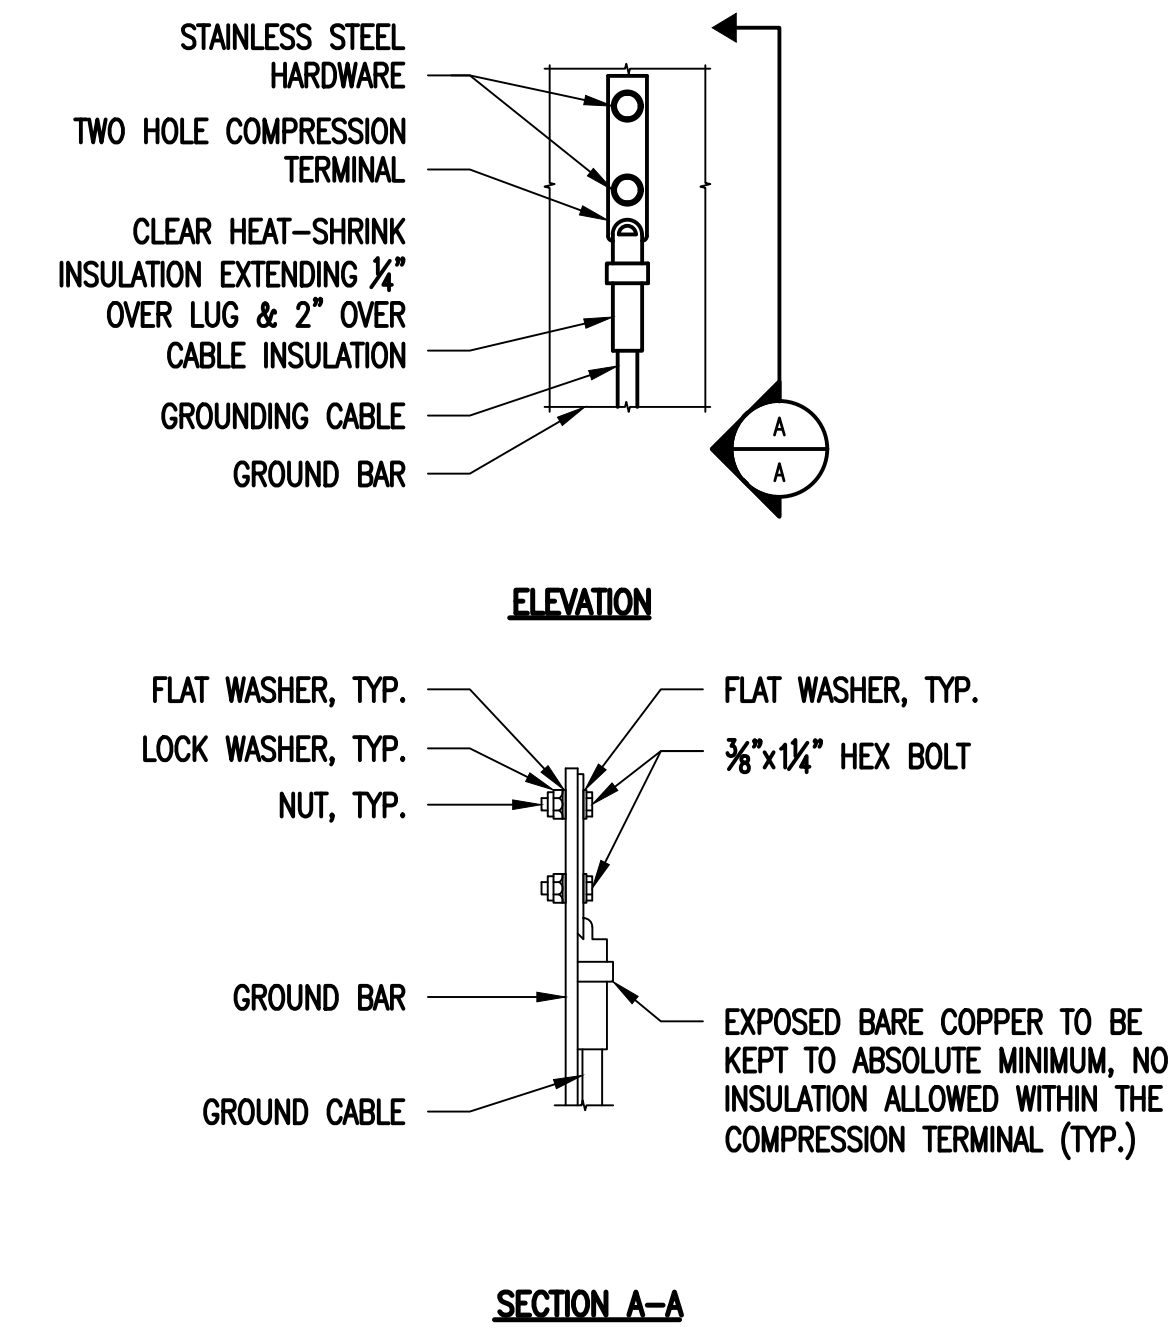 STAINLESS STEEL
HARDWARE
TWO HOLE COMPRESSION
TERMINAL
CLEAR HEAT-SHRINK
INSULATION EXTENDING ¼"
OVER LUG & 2" OVER
CABLE INSULATION
GROUNDING CABLE
GROUND BAR
A
A
ELEVATION
FLAT WASHER, TYP.
LOCK WASHER, TYP.
NUT, TYP.
FLAT WASHER, TYP.
⅜"x1¼" HEX BOLT
GROUND BAR
GROUND CABLE
EXPOSED BARE COPPER TO BE
KEPT TO ABSOLUTE MINIMUM, NO
INSULATION ALLOWED WITHIN THE
COMPRESSION TERMINAL (TYP.)
SECTION A-A